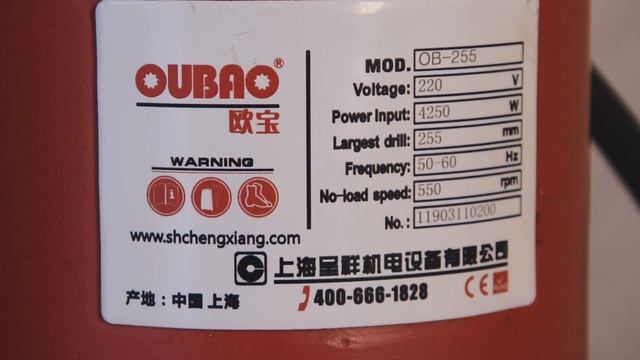 OUBAO®
欧宝
WARNING
MOD. OB-255
Voltage: 220 V
Power input: 4250 W
Largest drill: 255 mm
Frequency: 50-60 Hz
No-load speed: 550 rpm
No.: 11903110200
www.shchengxiang.com
上海呈祥机电设备有限公司
产地：中国 上海
400-666-1828
CE